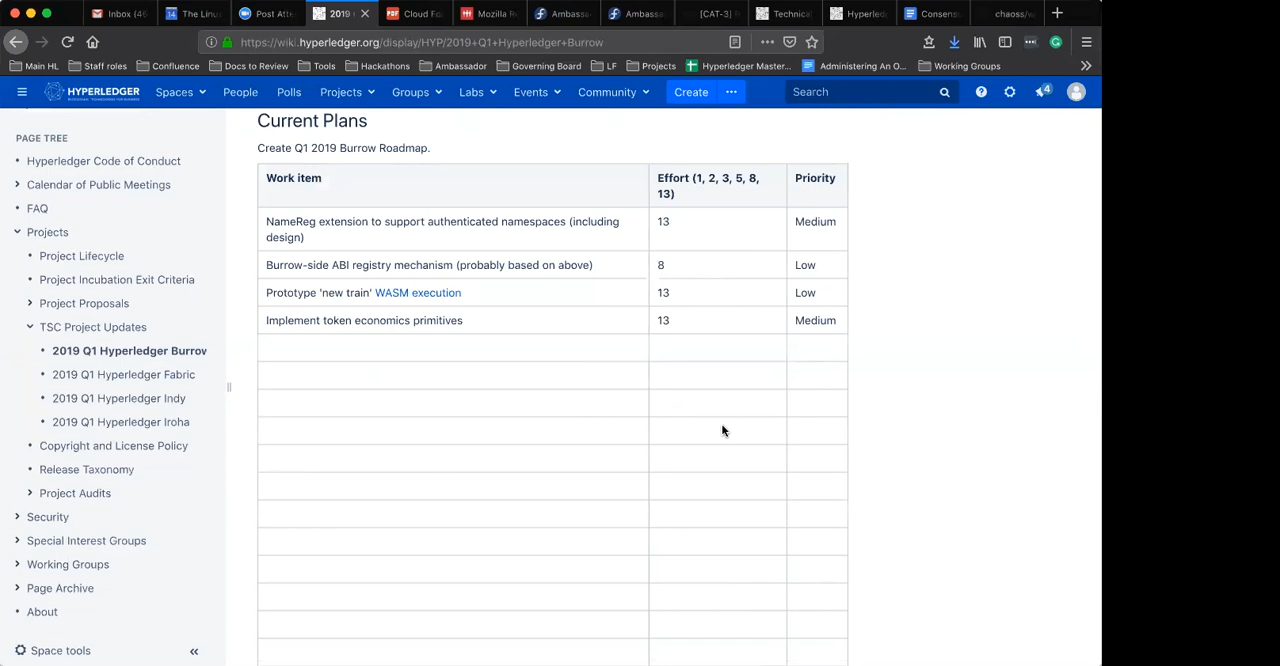 Inbox (46
14 The Linu
Post Atte
2019
Cloud Fo
Mozilla R
Ambassa
Ambassa
[CAT-3] R
Technical
Hyperled
Consens
chaoss/w
https://wiki.hyperledger.org/display/HYP/2019+Q1+Hyperledger+Burrow
Main HL
Staff roles
Confluence
Docs to Review
Tools
Hackathons
Ambassador
Governing Board
LF
Projects
Hyperledger Master...
Administering An O...
Working Groups
HYPERLEDGER
Spaces
People
Polls
Projects
Groups
Labs
Events
Community
Create
Search
4
PAGE TREE
Hyperledger Code of Conduct
Calendar of Public Meetings
FAQ
Projects
Project Lifecycle
Project Incubation Exit Criteria
Project Proposals
TSC Project Updates
2019 Q1 Hyperledger Burrow
2019 Q1 Hyperledger Fabric
2019 Q1 Hyperledger Indy
2019 Q1 Hyperledger Iroha
Copyright and License Policy
Release Taxonomy
Project Audits
Security
Special Interest Groups
Working Groups
Page Archive
About
Space tools
Current Plans
Create Q1 2019 Burrow Roadmap.
Work item
Effort (1, 2, 3, 5, 8,
13)
Priority
NameReg extension to support authenticated namespaces (including
design)
13
Medium
Burrow-side ABI registry mechanism (probably based on above)
8
Low
Prototype 'new train' WASM execution
13
Low
Implement token economics primitives
13
Medium